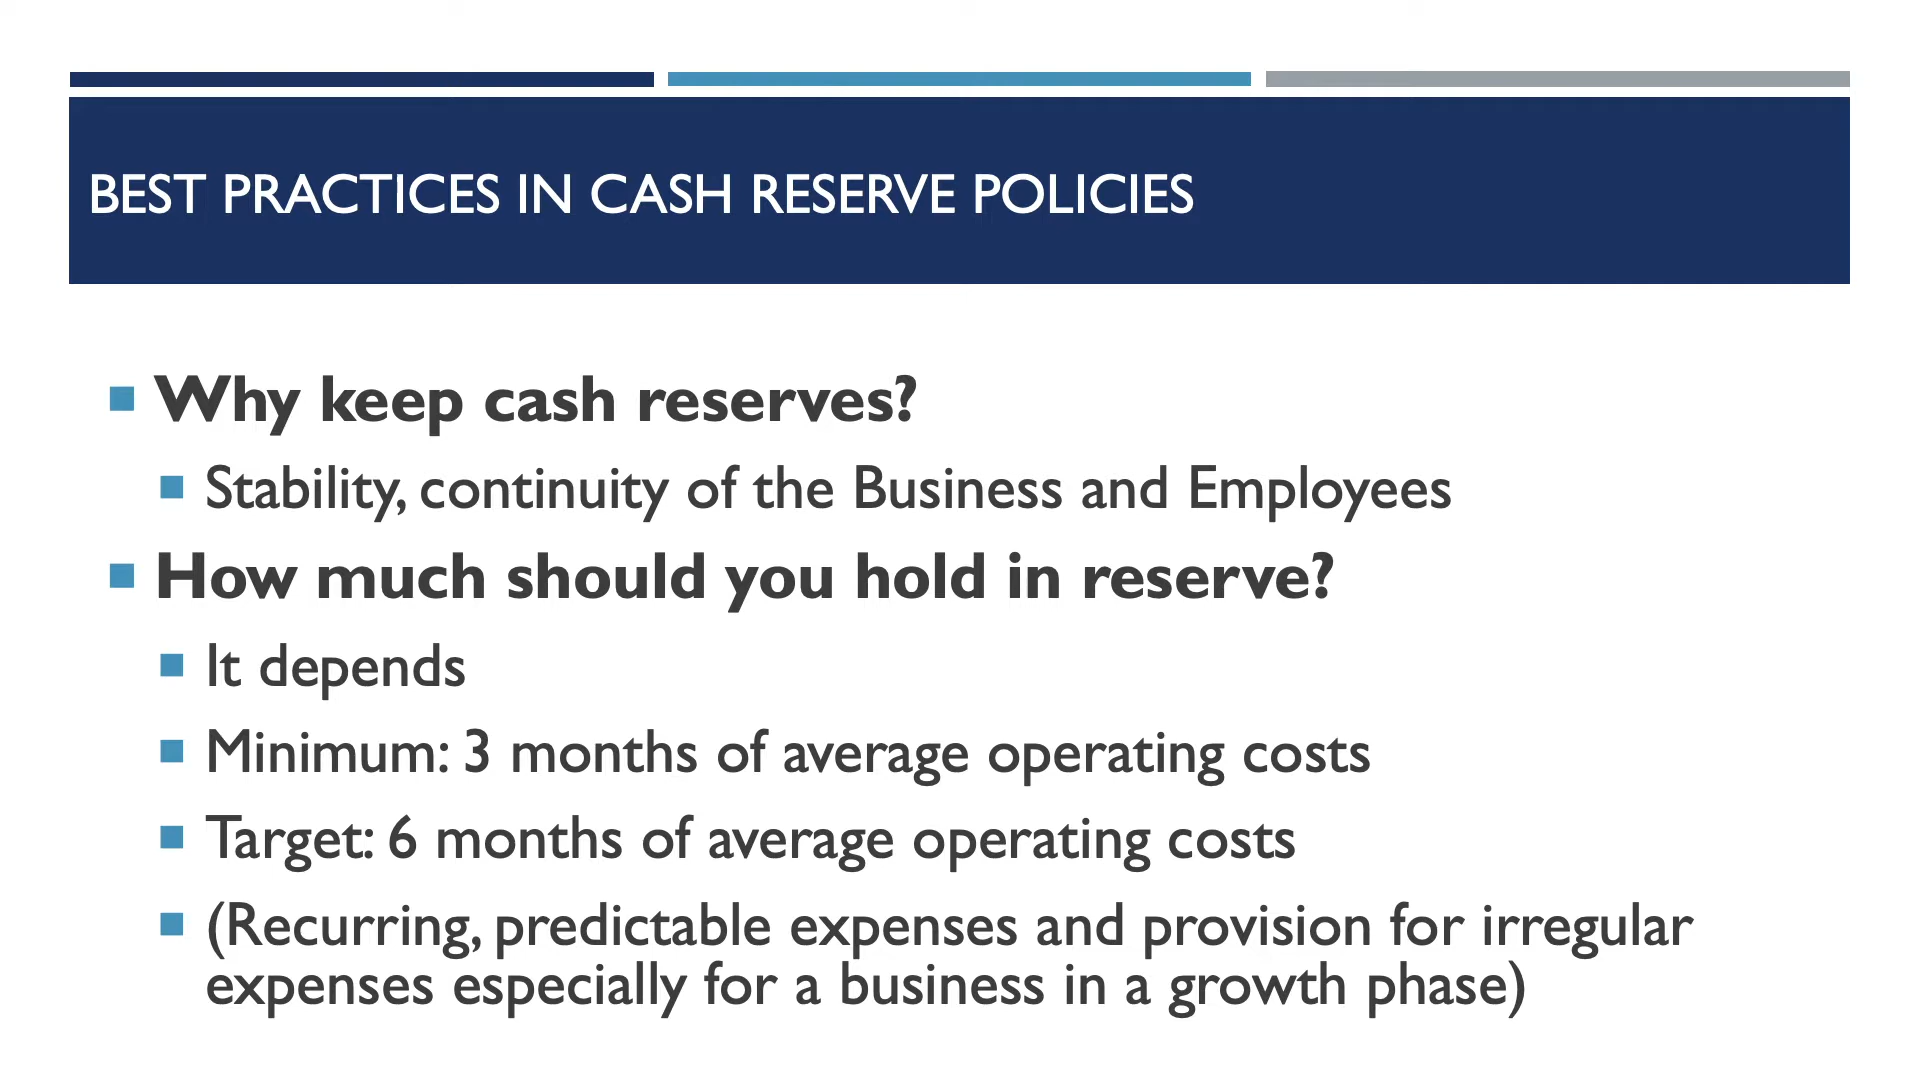 BEST PRACTICES IN CASH RESERVE POLICIES
Why keep cash reserves?
Stability, continuity of the Business and Employees
How much should you hold in reserve?
It depends
Minimum: 3 months of average operating costs
Target: 6 months of average operating costs
(Recurring, predictable expenses and provision for irregular
expenses especially for a business in a growth phase)